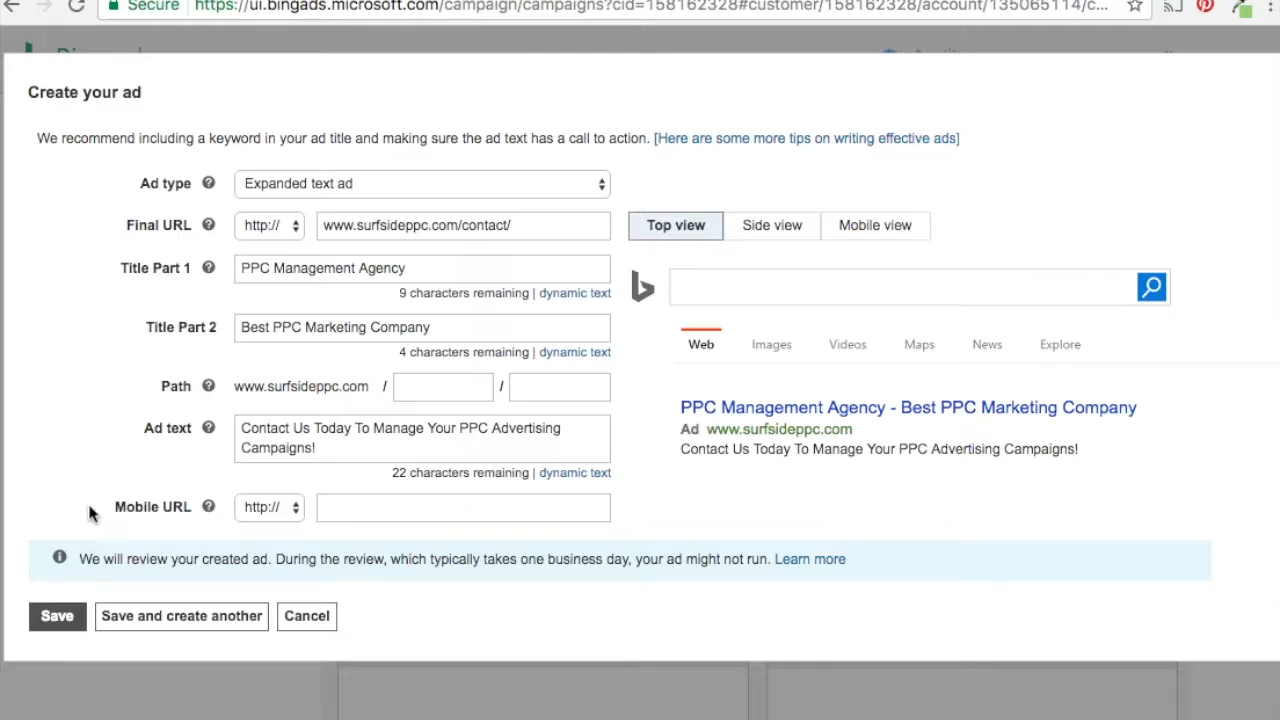 Secure https://ui.bingads.microsoft.com/campaign/campaigns?cid=158162328#customer/158162328/account/135065114/c...
Create your ad
We recommend including a keyword in your ad title and making sure the ad text has a call to action. [Here are some more tips on writing effective ads]
Ad type Expanded text ad
Final URL http:// www.surfsideppc.com/contact/ Top view Side view Mobile view
Title Part 1 PPC Management Agency
9 characters remaining | dynamic text
Title Part 2 Best PPC Marketing Company
4 characters remaining | dynamic text
Web Images Videos Maps News Explore
Path www.surfsideppc.com / /
PPC Management Agency - Best PPC Marketing Company
Ad www.surfsideppc.com
Contact Us Today To Manage Your PPC Advertising Campaigns!
Ad text Contact Us Today To Manage Your PPC Advertising
Campaigns!
22 characters remaining | dynamic text
Mobile URL http://
We will review your created ad. During the review, which typically takes one business day, your ad might not run. Learn more
Save Save and create another Cancel